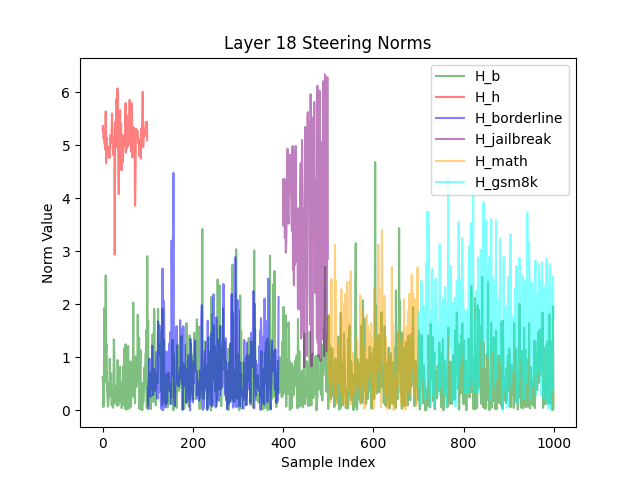 Layer 18 Steering Norms
H_b
H_h
H_borderline
H_jailbreak
H_math
H_gsm8k
Norm Value
6
5
4
3
2
1
0
0 200 400 600 800 1000
Sample Index